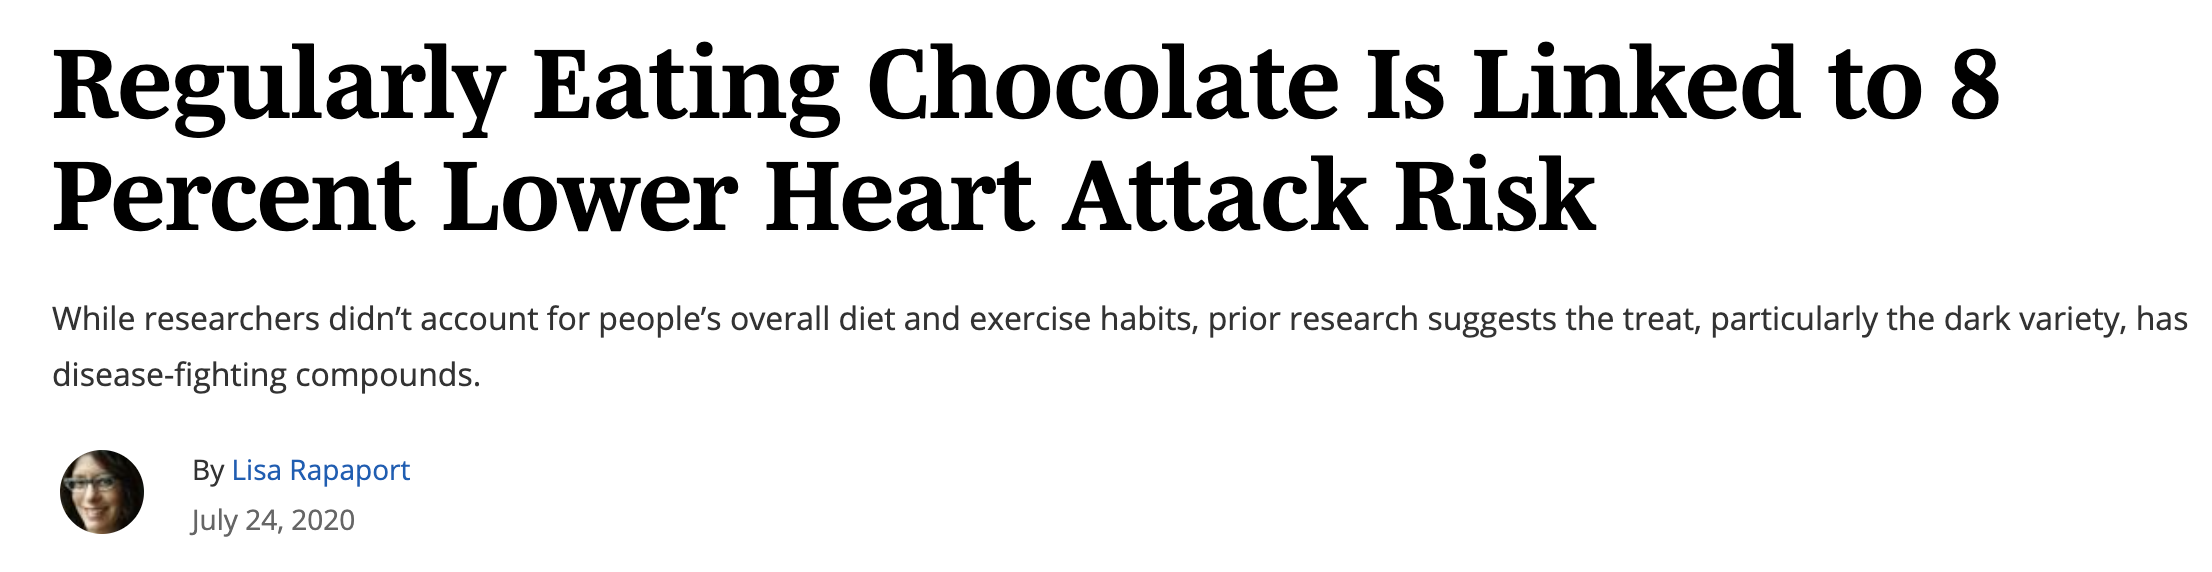 Regularly Eating Chocolate Is Linked to 8
Percent Lower Heart Attack Risk
While researchers didn’t account for people’s overall diet and exercise habits, prior research suggests the treat, particularly the dark variety, has
disease-fighting compounds.
By Lisa Rapaport
July 24, 2020